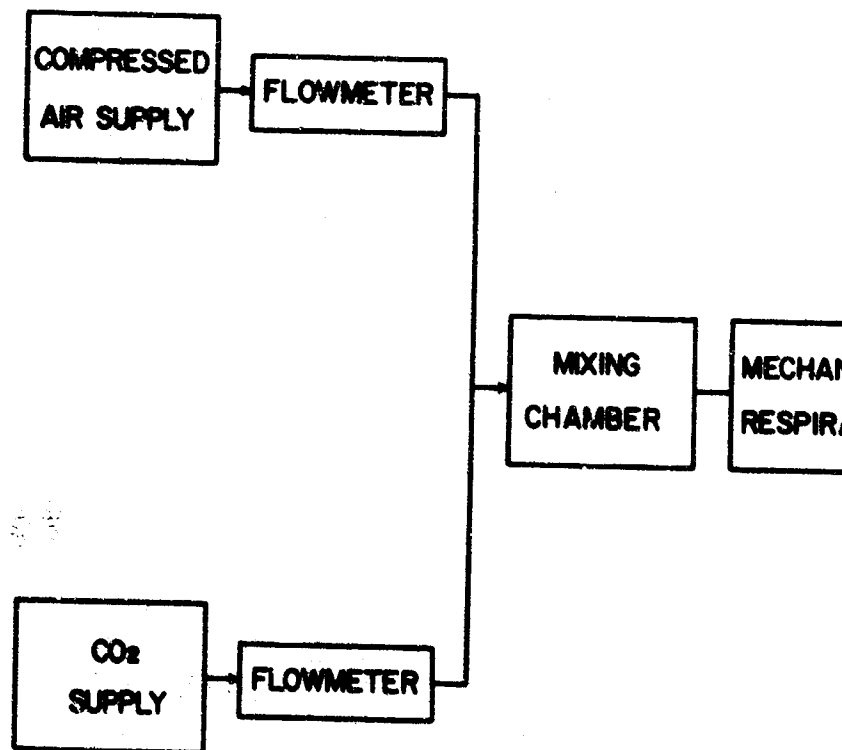 COMPRESSED
AIR SUPPLY
FLOWMETER
MIXING
CHAMBER
MECHAN
RESPIRA
CO₂
SUPPLY
FLOWMETER